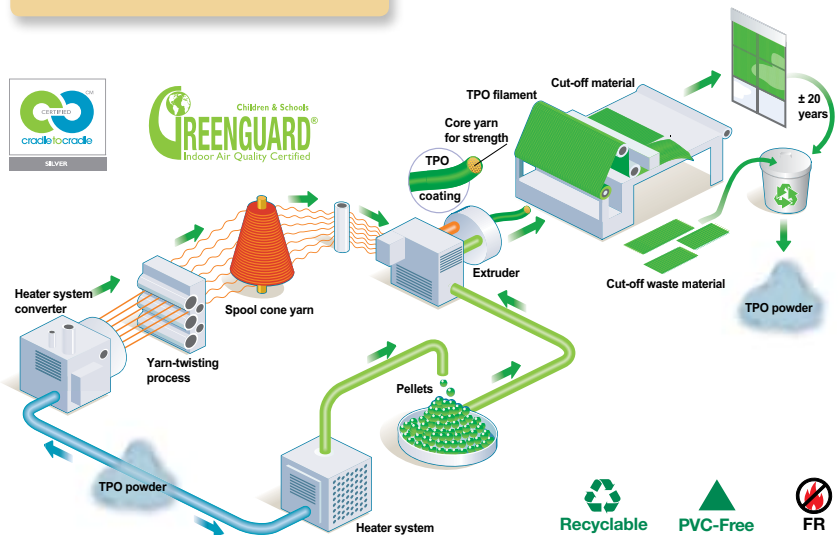 CM
CERTIFIED
cradletocradle
SILVER
Children & Schools
GREENGUARD®
Indoor Air Quality Certified
TPO filament
Cut-off material
Core yarn
for strength
TPO
coating
± 20
years
Extruder
Cut-off waste material
TPO powder
Heater system
converter
Spool cone yarn
Yarn-twisting
process
Pellets
TPO powder
Heater system
Recyclable
PVC-Free
FR